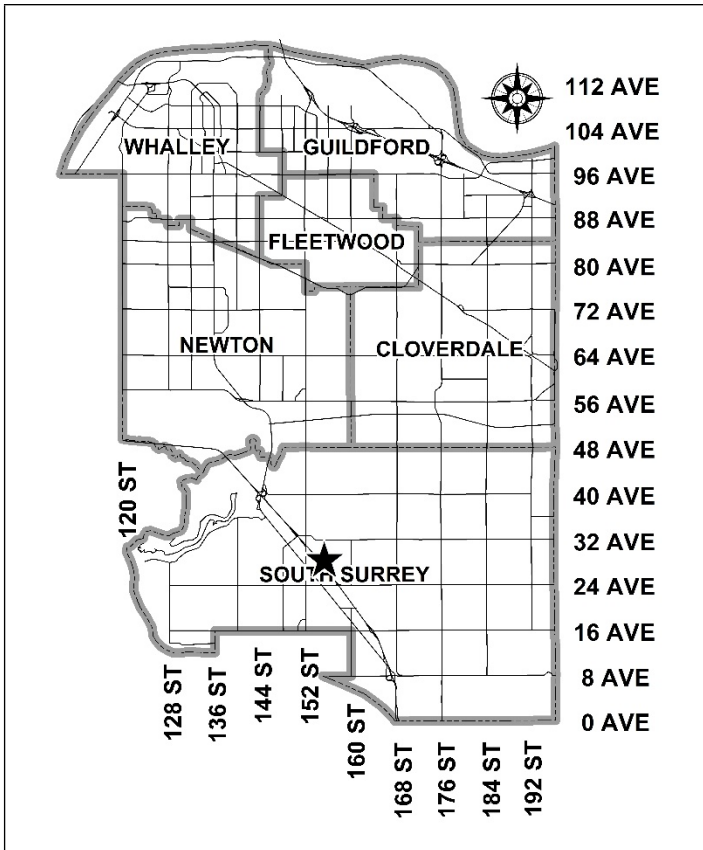 112 AVE
104 AVE
WHALLEY
GUILDFORD
96 AVE
88 AVE
FLEETWOOD
80 AVE
72 AVE
NEWTON
CLOVERDALE
64 AVE
56 AVE
48 AVE
120 ST
40 AVE
32 AVE
SOUTH SURREY
24 AVE
16 AVE
128 ST
136 ST
144 ST
152 ST
8 AVE
160 ST
0 AVE
168 ST
176 ST
184 ST
192 ST